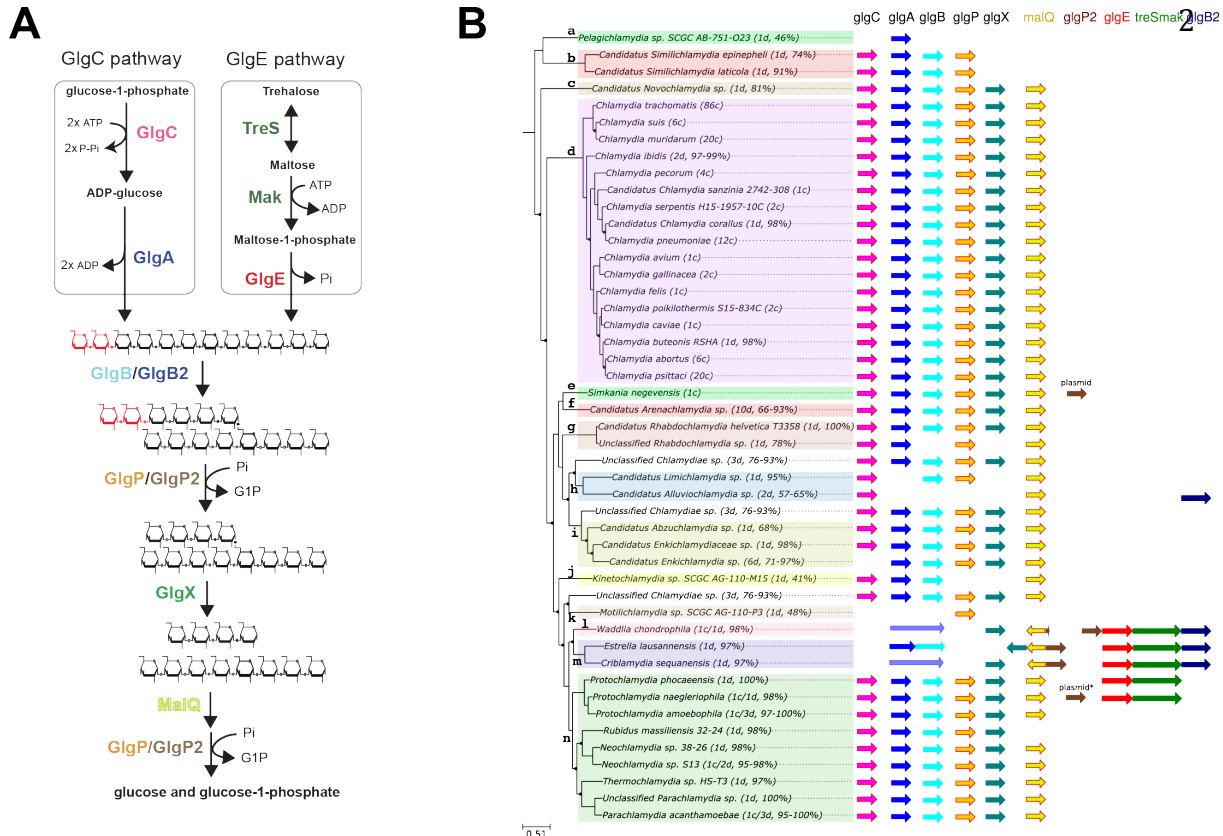 A
GlgC pathway
glucose-1-phosphate
2x ATP
GlgC
2x P-Pi
ADP-glucose
GlgA
2x ADP
GlgE pathway
Trehalose
TreS
Maltose
ATP
Mak
ADP
Maltose-1-phosphate
GlgE
Pi
GlgB/GlgB2
GlgP/GlgP2
Pi
G1P
GlgX
MalQ
GlgP/GlgP2
Pi
G1P
glucose and glucose-1-phosphate
B
2
glgC glgA glgB glgP glgX malQ glgP2 glgE treSmak glgB2
a
Pelagichlamydia sp. SCGC AB-751-O23 (1d, 46%)
b
Candidatus Similichlamydia epinepheli (1d, 74%)
Candidatus Similichlamydia laticola (1d, 91%)
c
Candidatus Novochlamydia sp. (1d, 81%)
Chlamydia trachomatis (86c)
Chlamydia suis (6c)
Chlamydia muridarum (20c)
d
Chlamydia ibidis (2d, 97-99%)
Chlamydia pecorum (4c)
Candidatus Chlamydia sanzinia 2742-308 (1c)
Chlamydia serpentis H15-1957-10C (2c)
Candidatus Chlamydia corallus (1d, 98%)
Chlamydia pneumoniae (12c)
Chlamydia avium (1c)
Chlamydia gallinacea (2c)
Chlamydia felis (1c)
Chlamydia poikilothermis S15-834C (2c)
Chlamydia caviae (1c)
Chlamydia buteonis RSHA (1d, 98%)
Chlamydia abortus (6c)
Chlamydia psittaci (20c)
e
Simkania negevensis (1c)
plasmid
f
Candidatus Arenachlamydia sp. (10d, 66-93%)
g
Candidatus Rhabdochlamydia helvetica T3358 (1d, 100%)
Unclassified Rhabdochlamydia sp. (1d, 78%)
Unclassified Chlamydiae sp. (3d, 76-93%)
h
Candidatus Limichlamydia sp. (1d, 95%)
Candidatus Alluviochlamydia sp. (2d, 57-65%)
Unclassified Chlamydiae sp. (3d, 76-93%)
i
Candidatus Abzuchlamydia sp. (1d, 68%)
Candidatus Enkichlamydiaceae sp. (1d, 98%)
Candidatus Enkichlamydia sp. (6d, 71-97%)
j
Kinetochlamydia sp. SCGC AG-110-M15 (1d, 41%)
Unclassified Chlamydiae sp. (3d, 76-93%)
k
Motilichlamydia sp. SCGC AG-110-P3 (1d, 48%)
l
Waddlia chondrophila (1c/1d, 98%)
Estrella lausannensis (1d, 97%)
m
Criblamydia sequanensis (1d, 97%)
Protochlamydia phocaeensis (1d, 100%)
Protochlamydia naegleriophila (1c/1d, 98%)
plasmid*
Protochlamydia amoebophila (1c/3d, 97-100%)
n
Rubidus massiliensis 32-24 (1d, 98%)
Neochlamydia sp. 38-26 (1d, 98%)
Neochlamydia sp. S13 (1c/2d, 95-98%)
Thermochlamydia sp. HS-T3 (1d, 97%)
Unclassified Parachlamydia sp. (1d, 100%)
Parachlamydia acanthamoebae (1c/3d, 95-100%)
0.51